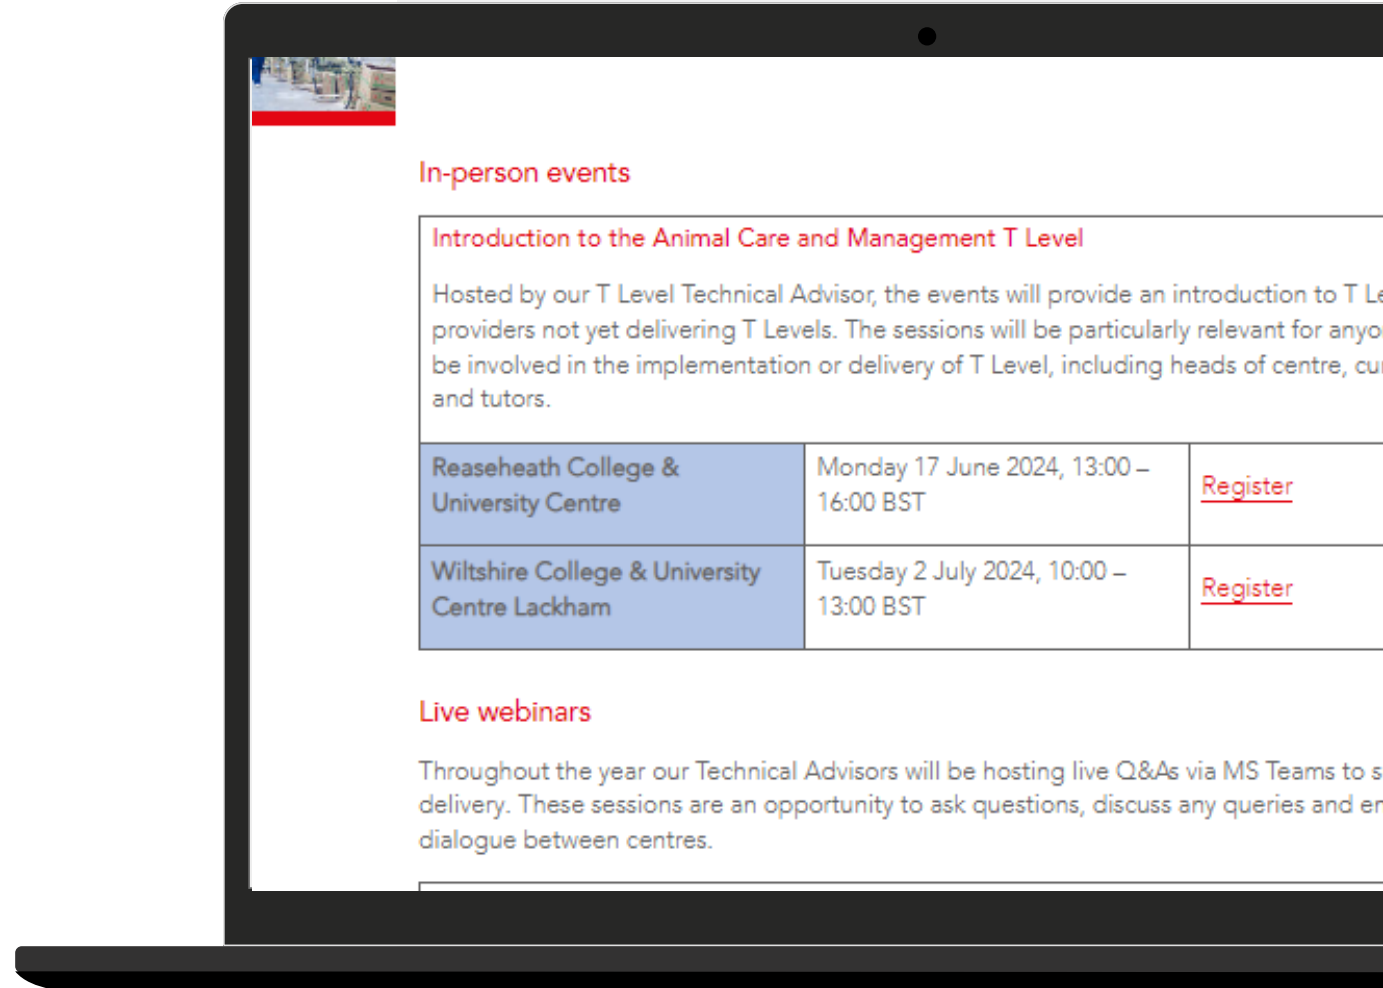 In-person events
Introduction to the Animal Care and Management T Level
Hosted by our T Level Technical Advisor, the events will provide an introduction to T
providers not yet delivering T Levels. The sessions will be particularly relevant for
be involved in the implementation or delivery of T Level, including heads of centre,
and tutors.
Reaseheath College &
University Centre
Monday 17 June 2024, 13:00 –
16:00 BST
Register
Wiltshire College & University
Centre Lackham
Tuesday 2 July 2024, 10:00 –
13:00 BST
Register
Live webinars
Throughout the year our Technical Advisors will be hosting live Q&As via MS Teams to
delivery. These sessions are an opportunity to ask questions, discuss any queries and
dialogue between centres.